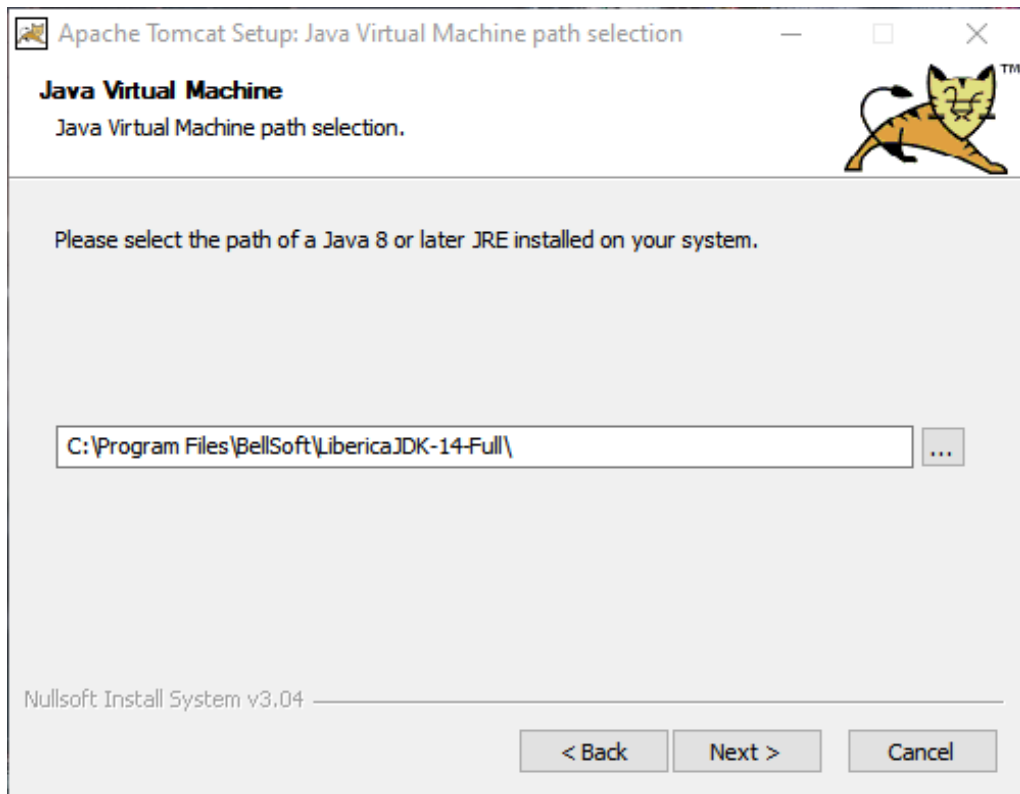 Apache Tomcat Setup: Java Virtual Machine path selection
Java Virtual Machine
Java Virtual Machine path selection.
TM
Please select the path of a Java 8 or later JRE installed on your system.
C:\Program Files\BellSoft\LibericaJDK-14-Full\
...
Nullsoft Install System v3.04
< Back
Next >
Cancel